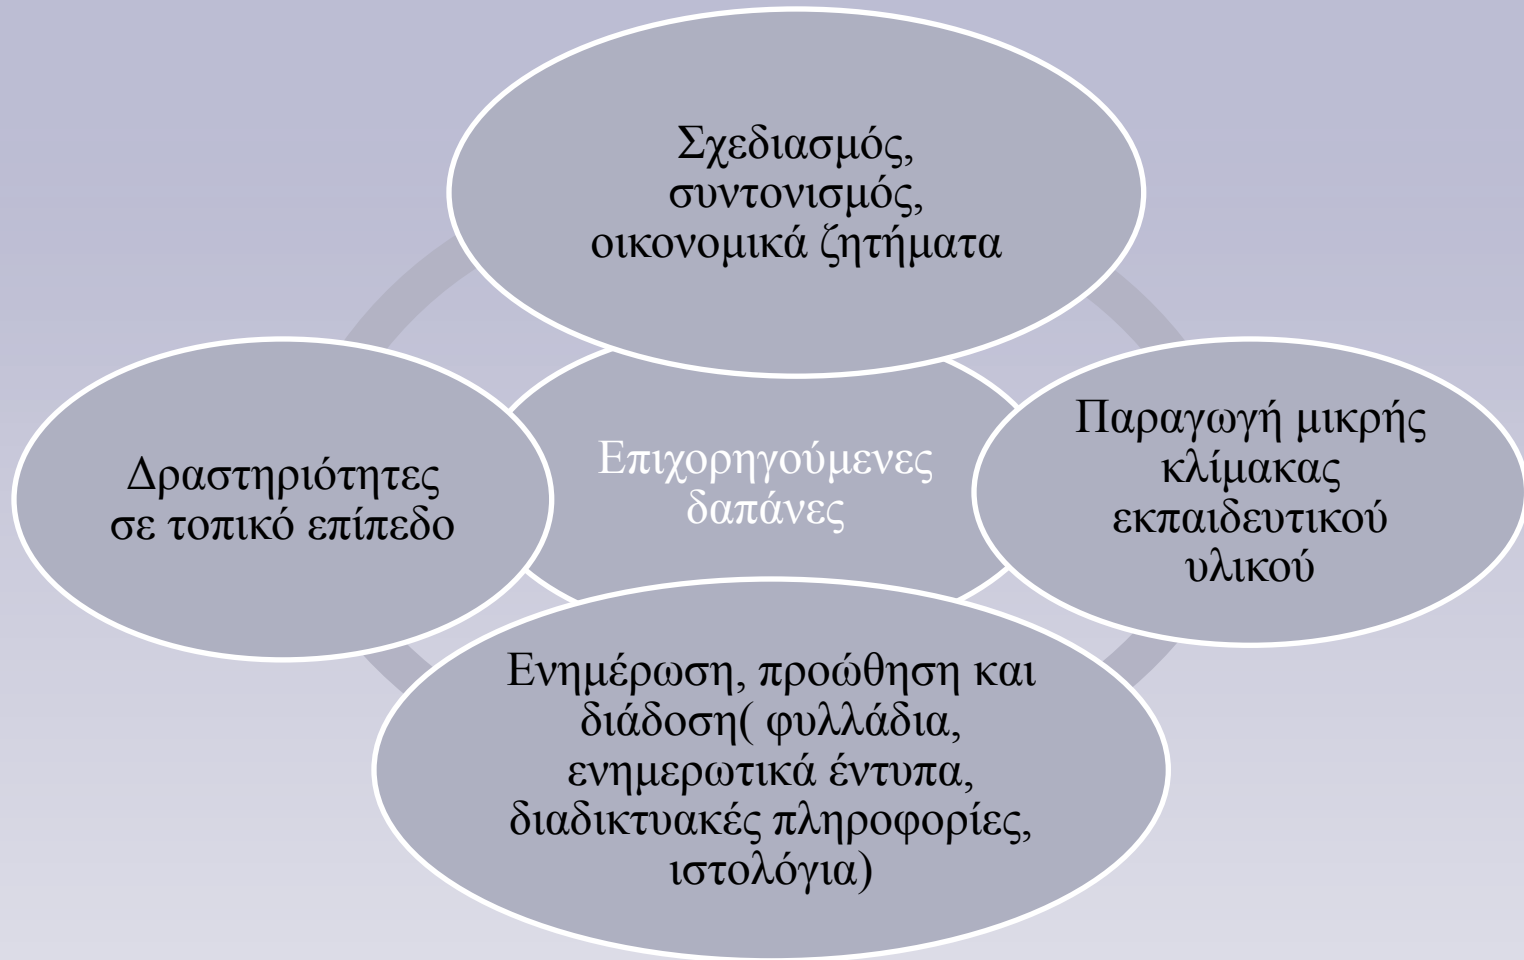 Σχεδιασμός,
συντονισμός,
οικονομικά ζητήματα
Επιχορηγούμενες
δαπάνες
Παραγωγή μικρής
κλίμακας
εκπαιδευτικού
υλικού
Δραστηριότητες
σε τοπικό επίπεδο
Ενημέρωση, προώθηση και
διάδοση( φυλλάδια,
ενημερωτικά έντυπα,
διαδικτυακές πληροφορίες,
ιστολόγια)